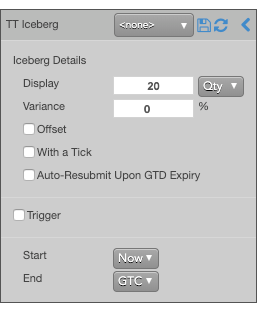 TT Iceberg <none>
Iceberg Details
Display 20 Qty
Variance 0 %
Offset
With a Tick
Auto-Resubmit Upon GTD Expiry
Trigger
Start Now
End GTC